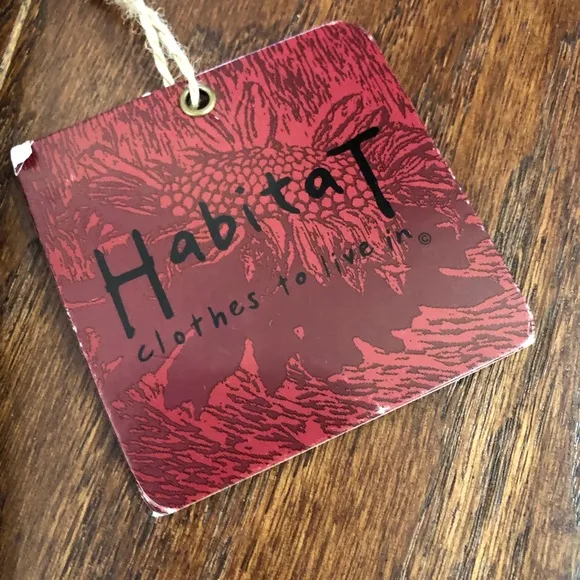 HabitaT
clothes to live in ©